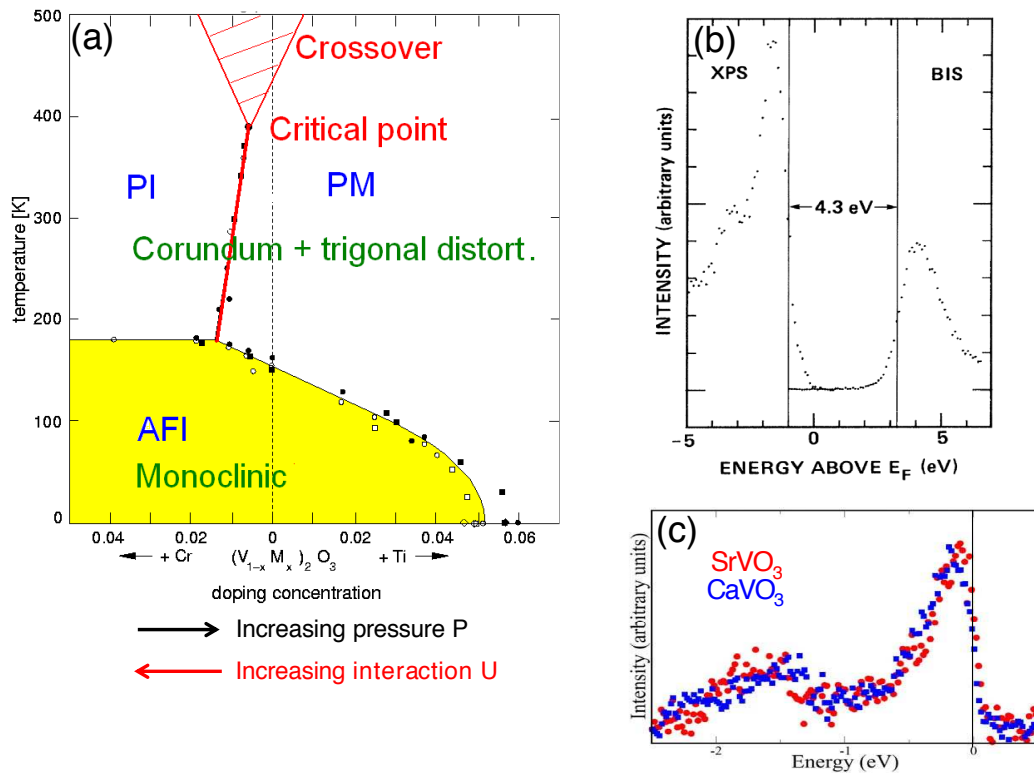 (a)
Crossover
Critical point
PI
PM
Corundum + trigonal distort.
AFI
Monoclinic
temperature [K]
500
400
300
200
100
0
0.04
0.02
0
0.02
0.04
0.06
+ Cr
(V1-x Mx)2 O3
+ Ti
doping concentration
Increasing pressure P
Increasing interaction U
(b)
XPS
BIS
4.3 eV
INTENSITY (arbitrary units)
-5
0
5
ENERGY ABOVE EF (eV)
(c)
SrVO3
CaVO3
Intensity (arbitrary units)
-2
-1
0
Energy (eV)